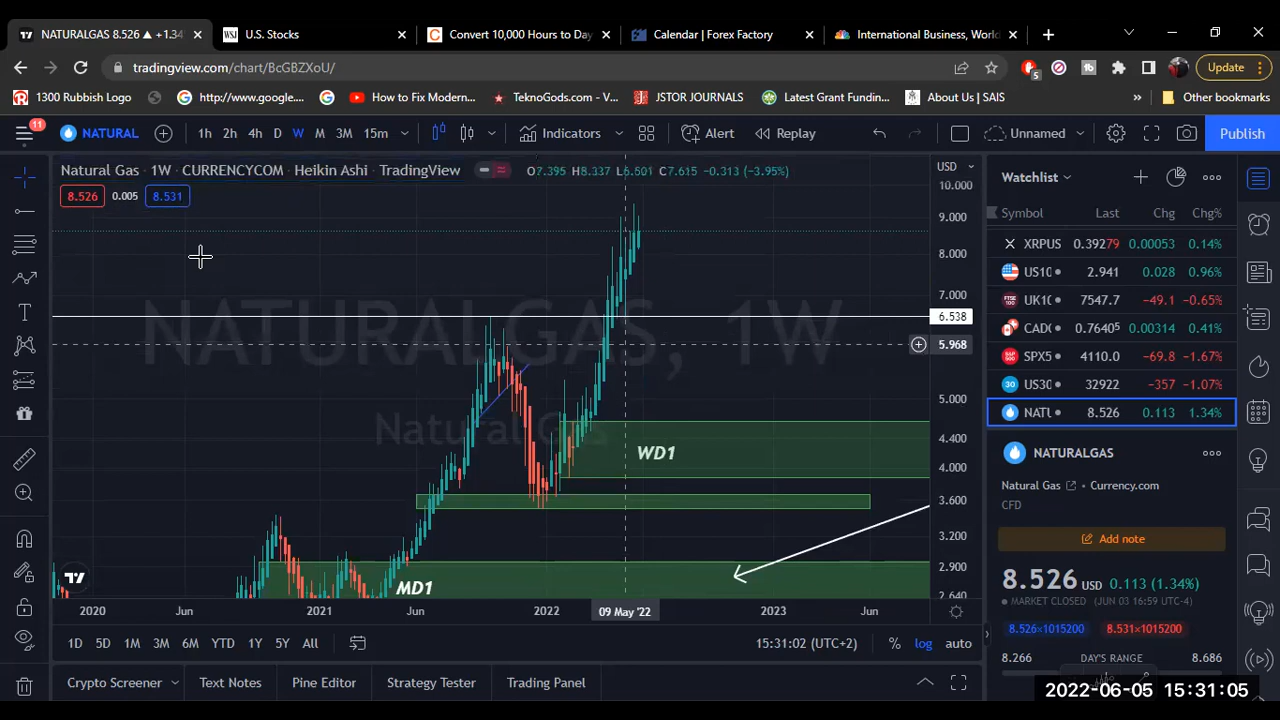 NATURALGAS 8.526 ▲ +1.34
U.S. Stocks
Convert 10,000 Hours to Day
Calendar | Forex Factory
International Business, World
tradingview.com/chart/BcGBZXoU/
5
Update
1300 Rubbish Logo
http://www.google....
How to Fix Modern...
TeknoGods.com - V...
JSTOR JOURNALS
Latest Grant Fundin...
About Us | SAIS
Other bookmarks
11
NATURAL
1h 2h 4h D W M 3M 15m
Indicators
Alert
Replay
Unnamed
Publish
Natural Gas · 1W · CURRENCYCOM · Heikin Ashi · TradingView
O7.395 H8.337 L6.501 C7.615 -0.313 (-3.95%)
USD
8.526 0.005 8.531
10.000
9.000
8.000
7.000
6.538
5.968
5.000
4.400
4.000
3.600
3.200
2.900
2.640
NATURALGAS, 1W
Natural Gas
WD1
MD1
2020 Jun 2021 Jun 2022 09 May '22 2023 Jun
1D 5D 1M 3M 6M YTD 1Y 5Y All
15:31:02 (UTC+2) % log auto
Crypto Screener Text Notes Pine Editor Strategy Tester Trading Panel
Watchlist
Symbol Last Chg Chg%
XRPUS 0.39279 0.00053 0.14%
US10 2.941 0.028 0.96%
UK10 7547.7 -49.1 -0.65%
CAD 0.76405 0.00314 0.41%
SPX5 4110.0 -69.8 -1.67%
US30 32922 -357 -1.07%
NATU 8.526 0.113 1.34%
NATURALGAS
Natural Gas · Currency.com
CFD
Add note
8.526 USD 0.113 (1.34%)
MARKET CLOSED (JUN 03 16:59 UTC-4)
8.526×1015200 8.531×1015200
8.266 DAY'S RANGE 8.686
2022-06-05 15:31:05